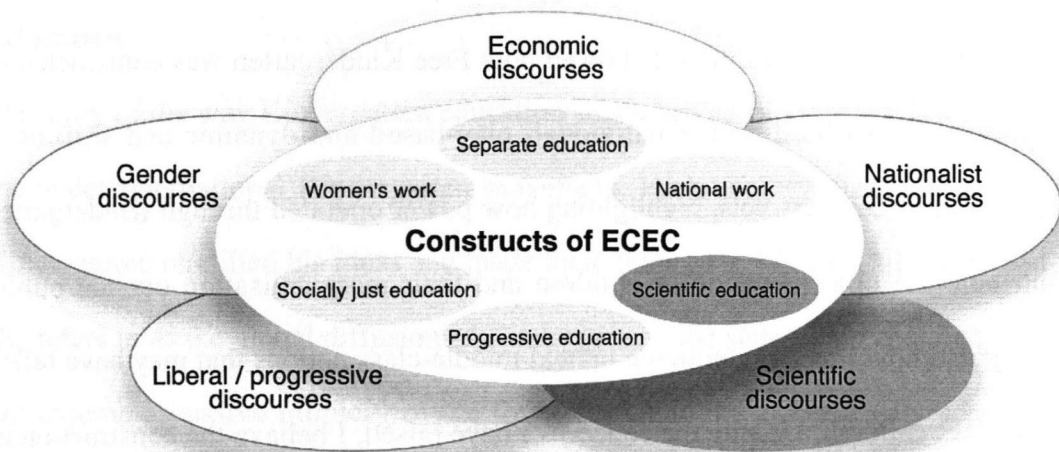 Economic
discourses
Separate education
Gender
discourses
Women's work
National work
Nationalist
discourses
Constructs of ECEC
Socially just education
Scientific education
Progressive education
Liberal / progressive
discourses
Scientific
discourses